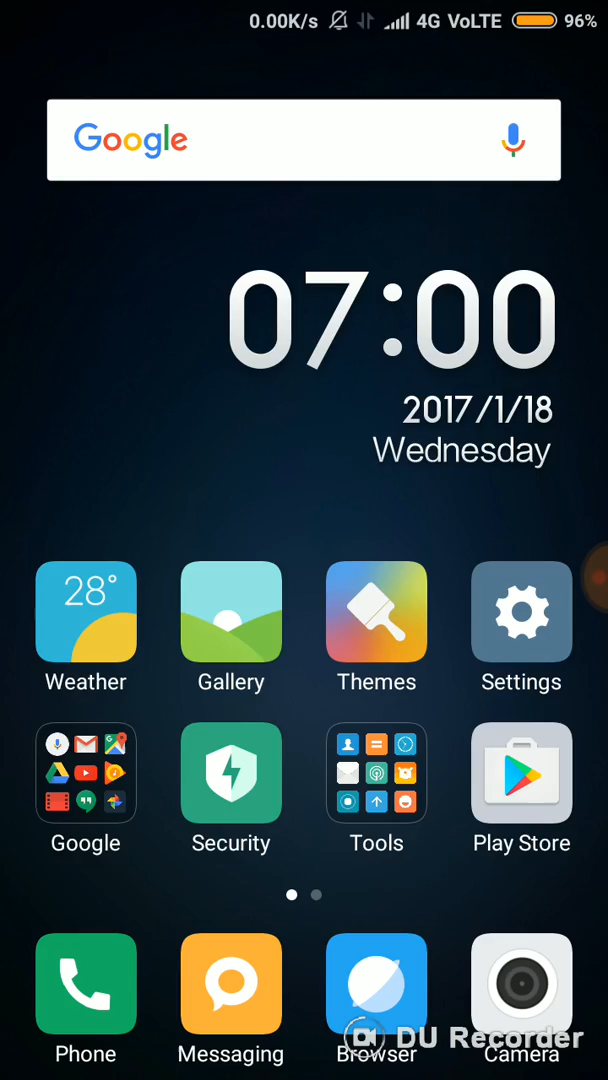 0.00K/s 4G VoLTE 96%
Google
07:00
2017/1/18
Wednesday
28°
Weather Gallery Themes Settings
Google Security Tools Play Store
Phone Messaging Browser Camera
DU Recorder